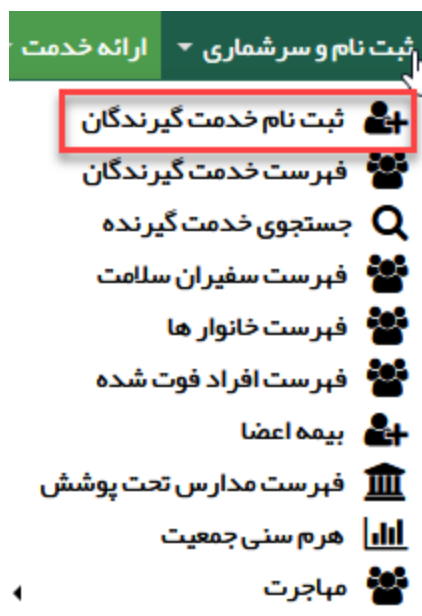 ثبت نام و سرشماری ارائه خدمت
ثبت نام خدمت گیرندگان
فهرست خدمت گیرندگان
جستجوی خدمت گیرنده
فهرست سفیران سلامت
فهرست خانوار ها
فهرست افراد فوت شده
بیمه اعضا
فهرست مدارس تحت پوشش
هرم سنی جمعیت
مهاجرت